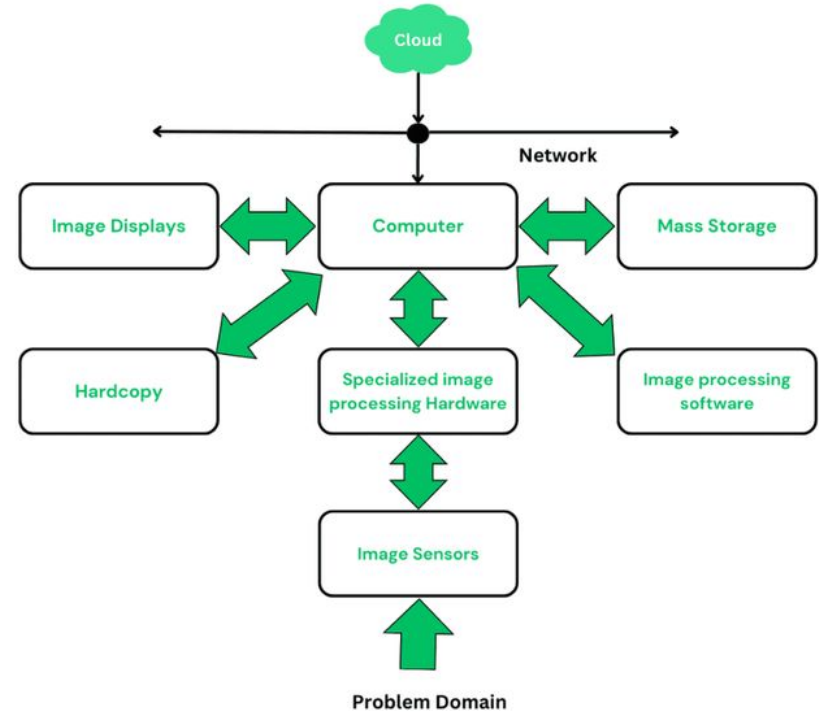 Cloud
Network
Image Displays
Computer
Mass Storage
Hardcopy
Specialized image
processing Hardware
Image processing
software
Image Sensors
Problem Domain